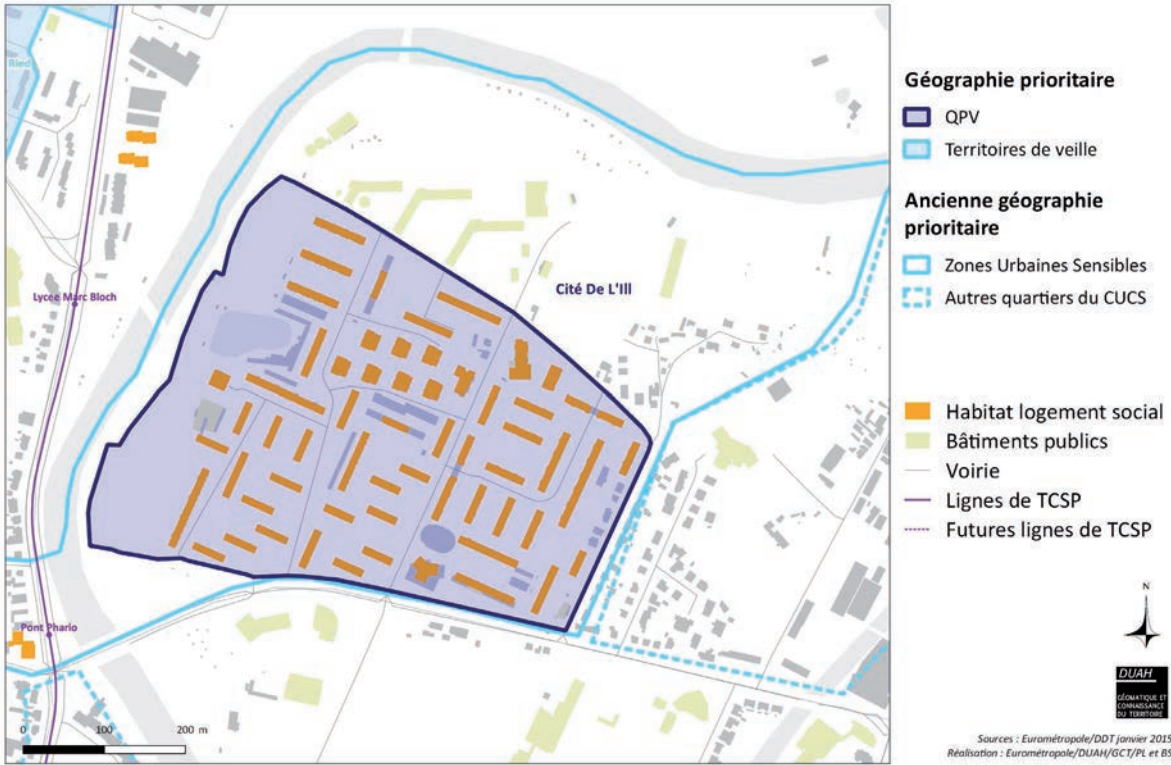 Ried
Lycée Marc Bloch
Cité De L'Ill
Pont Phario
0 100 200 m
Géographie prioritaire
QPV
Territoires de veille
Ancienne géographie
prioritaire
Zones Urbaines Sensibles
Autres quartiers du CUCS
Habitat logement social
Bâtiments publics
Voirie
Lignes de TCSP
Futures lignes de TCSP
N
DUAH
GÉOMATIQUE ET
CONNAISSANCE
DU TERRITOIRE
Sources : Eurométropole/DDT janvier 2015
Réalisation : Eurométropole/DUAH/GCT/PL et BS